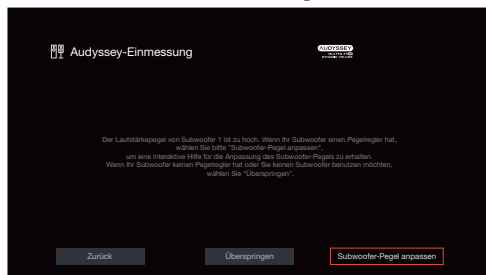 Audyssey-Einmessung
AUDYSSEY
DYNAMIC VOLUME
Der Lautstärkepegel von Subwoofer 1 ist zu hoch. Wenn Ihr Subwoofer einen Pegelregler hat,
wählen Sie bitte "Subwoofer-Pegel anpassen",
um eine interaktive Hilfe für die Anpassung des Subwoofer-Pegels zu erhalten.
Wenn Ihr Subwoofer keinen Pegelregler hat oder Sie keinen Subwoofer benutzen möchten,
wählen Sie "Überspringen".
Zurück
Überspringen
Subwoofer-Pegel anpassen